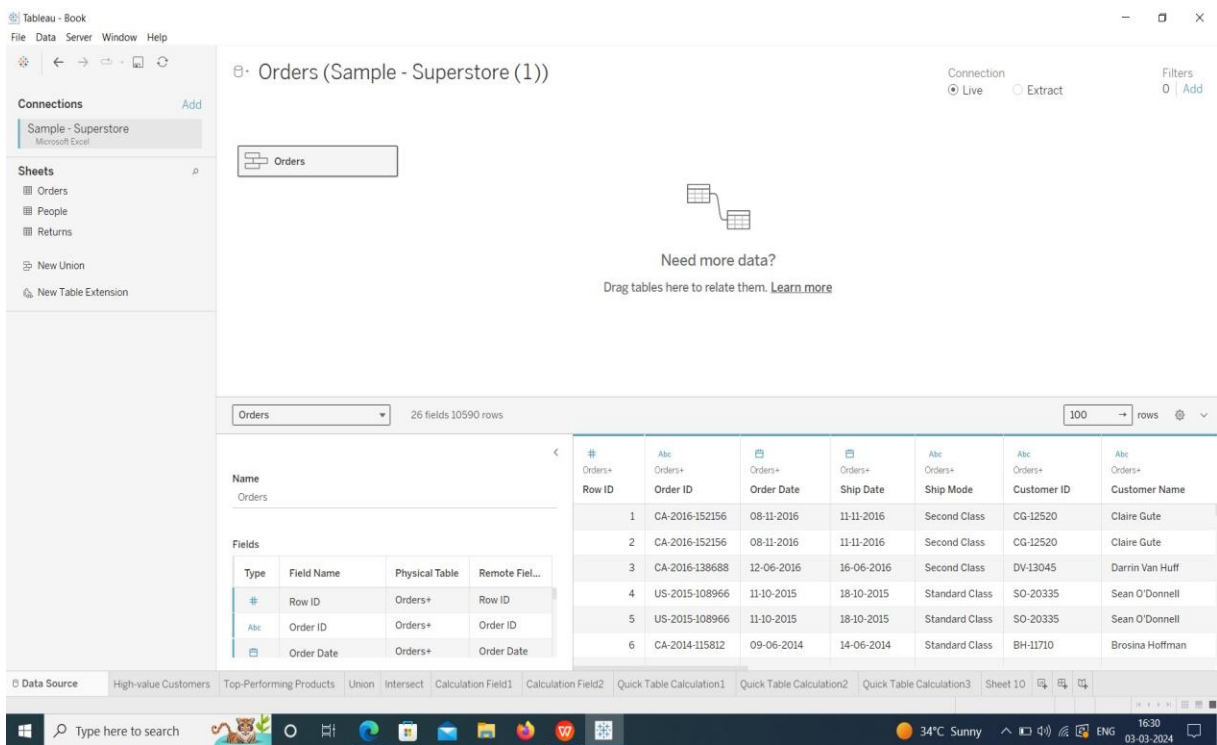 Tableau - Book
File Data Server Window Help
Orders (Sample - Superstore (1))
Connection
Live Extract
Filters
0 Add
Connections Add
Sample - Superstore
Microsoft Excel
Sheets
Orders
People
Returns
New Union
New Table Extension
Orders
Need more data?
Drag tables here to relate them. Learn more
Orders 26 fields 10590 rows 100 rows
Name
Orders
Fields
Type Field Name Physical Table Remote Fiel...
# Row ID Orders+ Row ID
Abc Order ID Orders+ Order ID
Order Date Orders+ Order Date
# Abc Abc Abc Abc
Orders+ Orders+ Orders+ Orders+ Orders+ Orders+ Orders+
Row ID Order ID Order Date Ship Date Ship Mode Customer ID Customer Name
1 CA-2016-152156 08-11-2016 11-11-2016 Second Class CG-12520 Claire Gute
2 CA-2016-152156 08-11-2016 11-11-2016 Second Class CG-12520 Claire Gute
3 CA-2016-138688 12-06-2016 16-06-2016 Second Class DV-13045 Darrin Van Huff
4 US-2015-108966 11-10-2015 18-10-2015 Standard Class SO-20335 Sean O'Donnell
5 US-2015-108966 11-10-2015 18-10-2015 Standard Class SO-20335 Sean O'Donnell
6 CA-2014-115812 09-06-2014 14-06-2014 Standard Class BH-11710 Brosina Hoffman
Data Source High-value Customers Top-Performing Products Union Intersect Calculation Field1 Calculation Field2 Quick Table Calculation1 Quick Table Calculation2 Quick Table Calculation3 Sheet 10
Type here to search 34°C Sunny ENG 16:30
03-03-2024